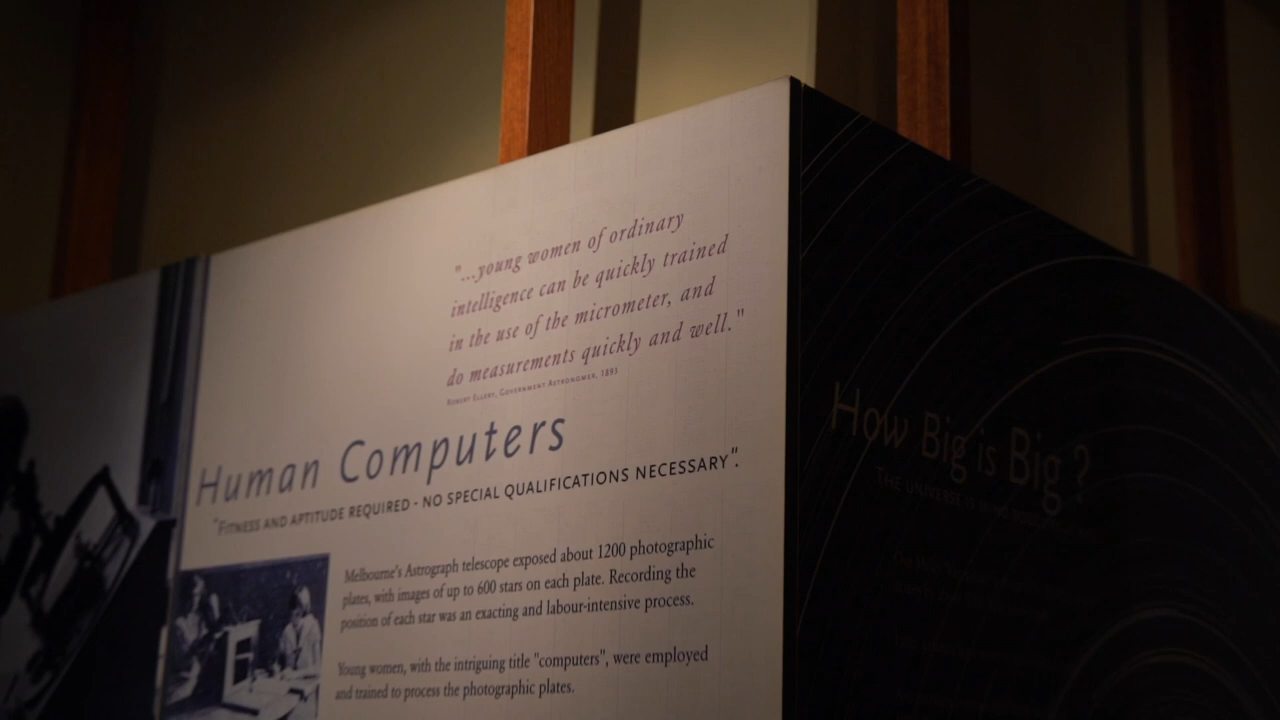 "...young women of ordinary
intelligence can be quickly trained
in the use of the micrometer, and
do measurements quickly and well."
Robert Ellery, Government Astronomer, 1893
Human Computers
"Fitness and aptitude required - no special qualifications necessary".
Melbourne's Astrograph telescope exposed about 1200 photographic
plates, with images of up to 600 stars on each plate. Recording the
position of each star was an exacting and labour-intensive process.
Young women, with the intriguing title "computers", were employed
and trained to process the photographic plates.
How Big is Big ?
THE UNIVERSE IS